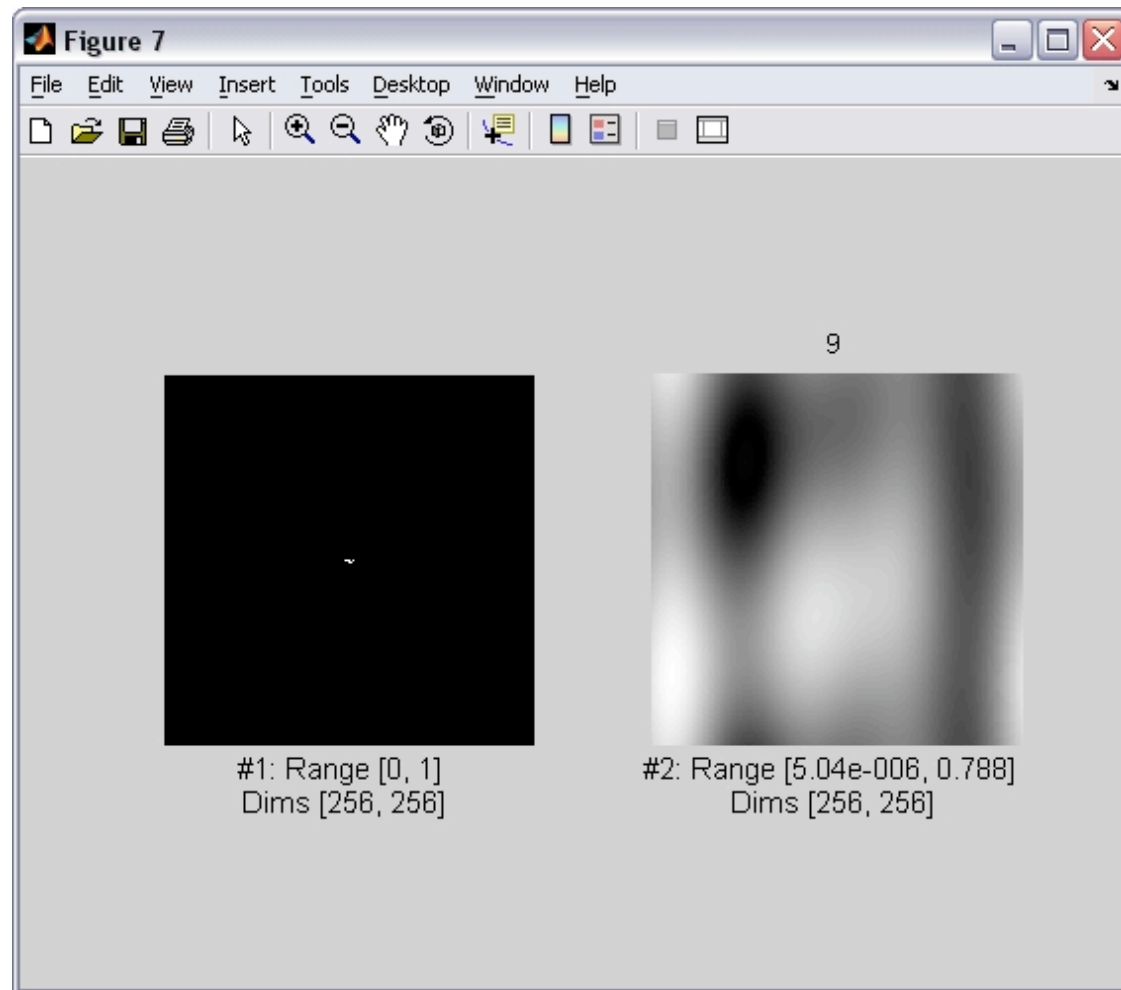 Figure 7
File Edit View Insert Tools Desktop Window Help
9
#1: Range [0, 1]
Dims [256, 256]
#2: Range [5.04e-006, 0.788]
Dims [256, 256]